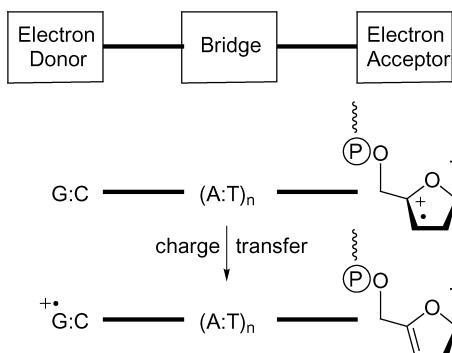 Electron Donor
Bridge
Electron Acceptor
P O
O
+•
G:C
(A:T)n
charge transfer
P O
O
+•
G:C
(A:T)n